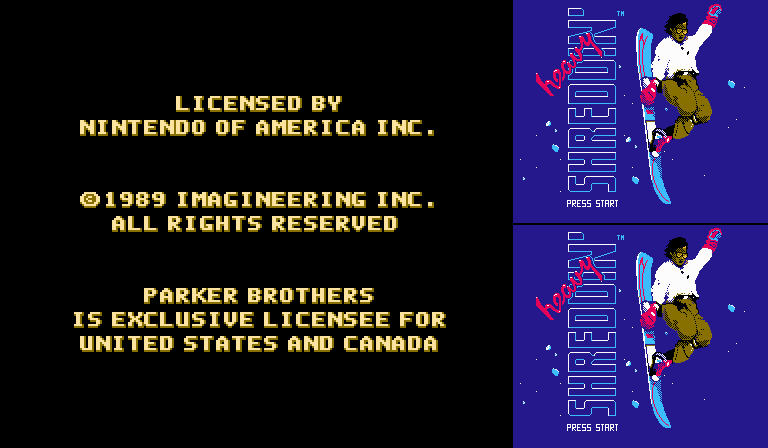 LICENSED BY
NINTENDO OF AMERICA INC.
©1989 IMAGINEERING INC.
ALL RIGHTS RESERVED
PARKER BROTHERS
IS EXCLUSIVE LICENSEE FOR
UNITED STATES AND CANADA
heavy
SHREDDIN'
TM
PRESS START
heavy
SHREDDIN'
TM
PRESS START